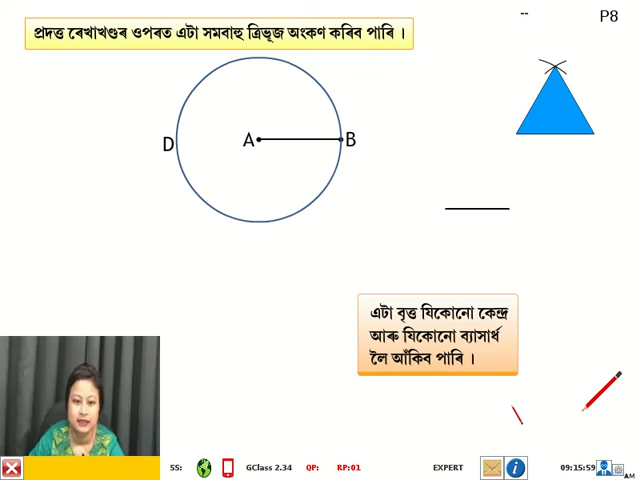 --
P8
প্ৰদত্ত ৰেখাখণ্ডৰ ওপৰত এটা সমবাহু ত্ৰিভূজ অংকণ কৰিব পাৰি ।
D
A
B
এটা বৃত্ত যিকোনো কেন্দ্ৰ
আৰু যিকোনো ব্যাসাৰ্ধ
লৈ আঁকিব পাৰি ।
SS:
GClass 2.34
QP:
RP:01
EXPERT
09:15:59
AM